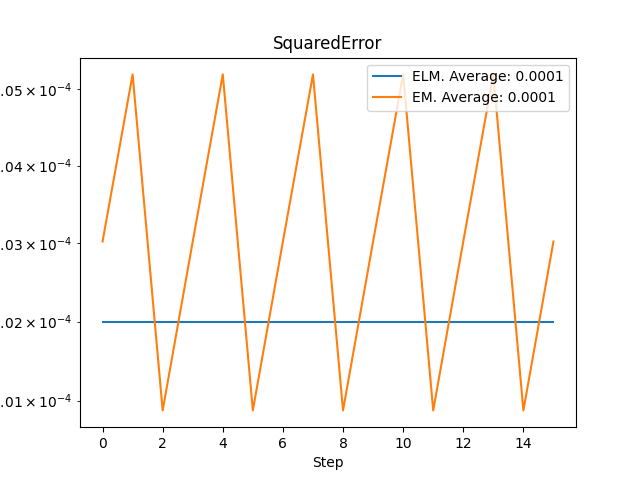 SquaredError
ELM. Average: 0.0001
EM. Average: 0.0001
.05 × 10⁻⁴
.04 × 10⁻⁴
.03 × 10⁻⁴
.02 × 10⁻⁴
.01 × 10⁻⁴
0 2 4 6 8 10 12 14
Step